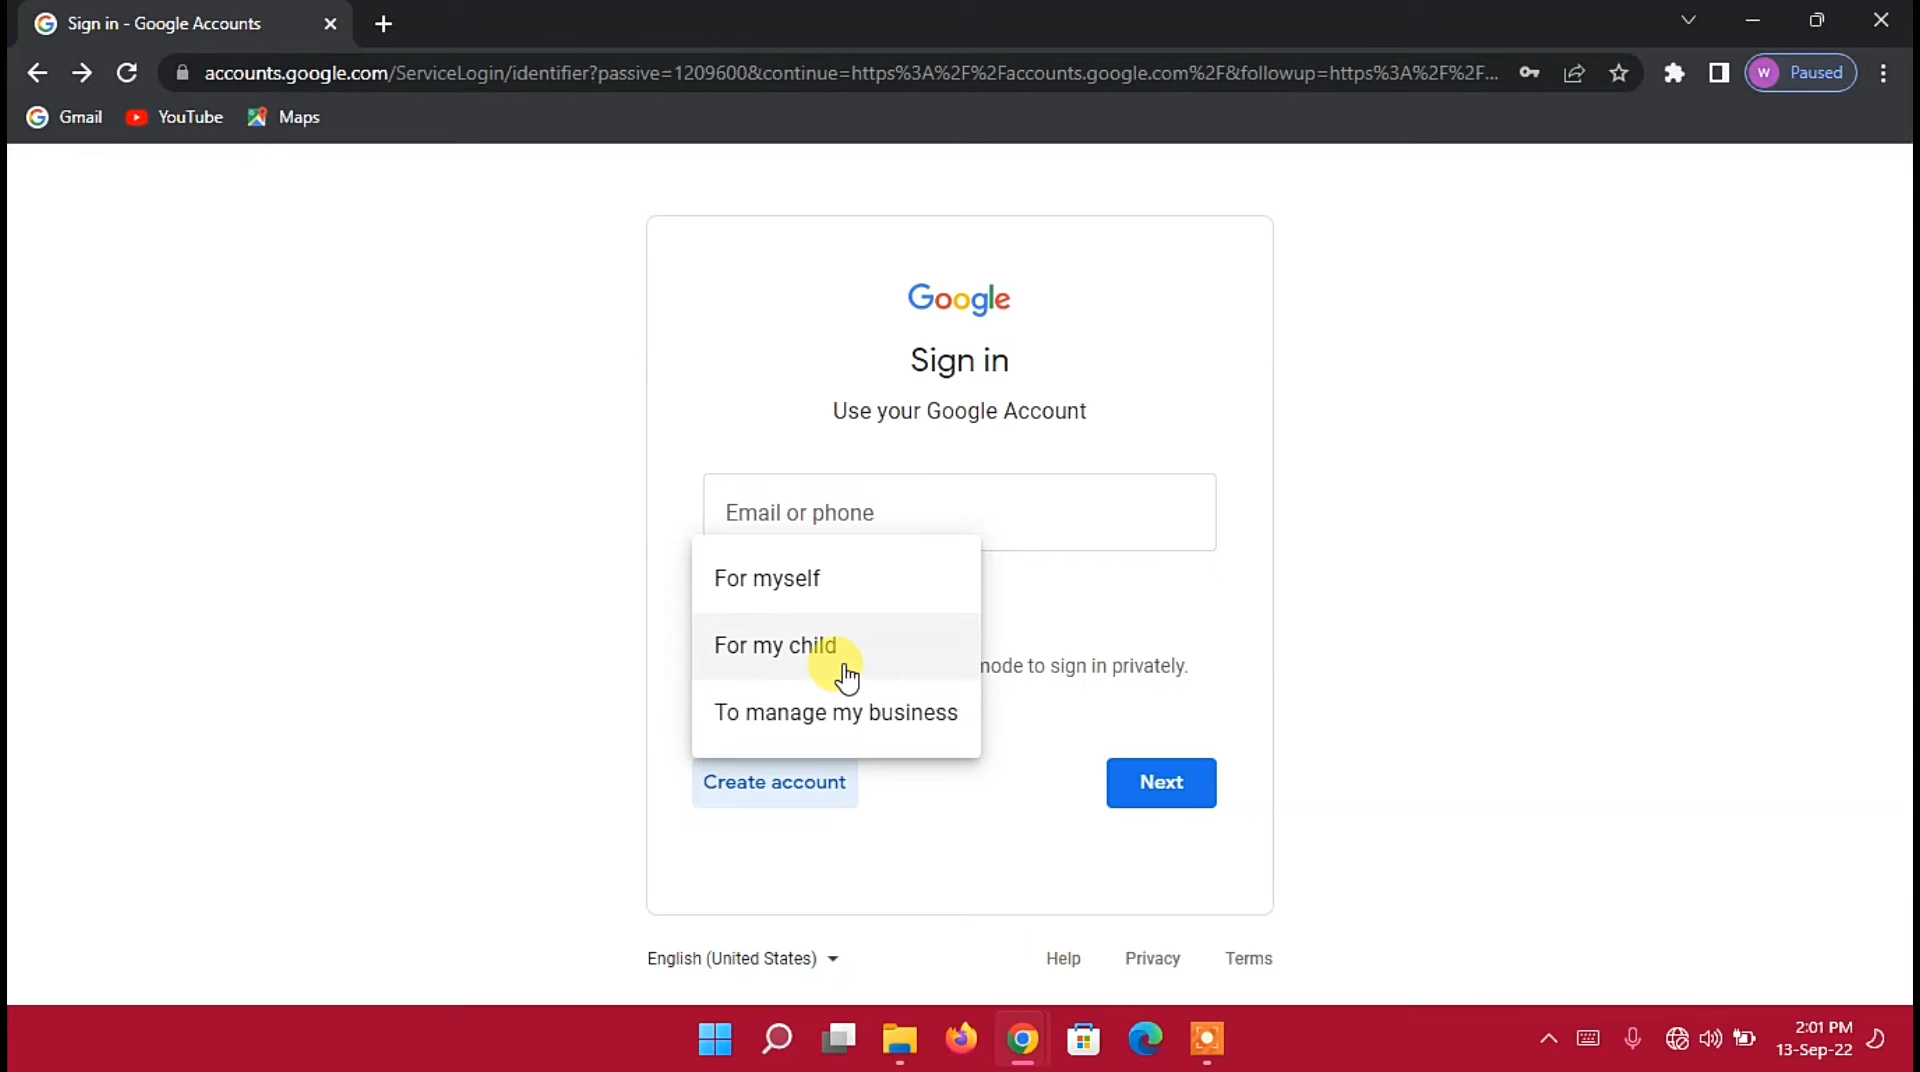 Sign in - Google Accounts
accounts.google.com/ServiceLogin/identifier?passive=1209600&continue=https%3A%2F%2Faccounts.google.com%2F&followup=https%3A%2F%2F...
W Paused
Gmail YouTube Maps
Google
Sign in
Use your Google Account
Email or phone
For myself
For my child
mode to sign in privately.
To manage my business
Create account
Next
English (United States)
Help Privacy Terms
2:01 PM
13-Sep-22